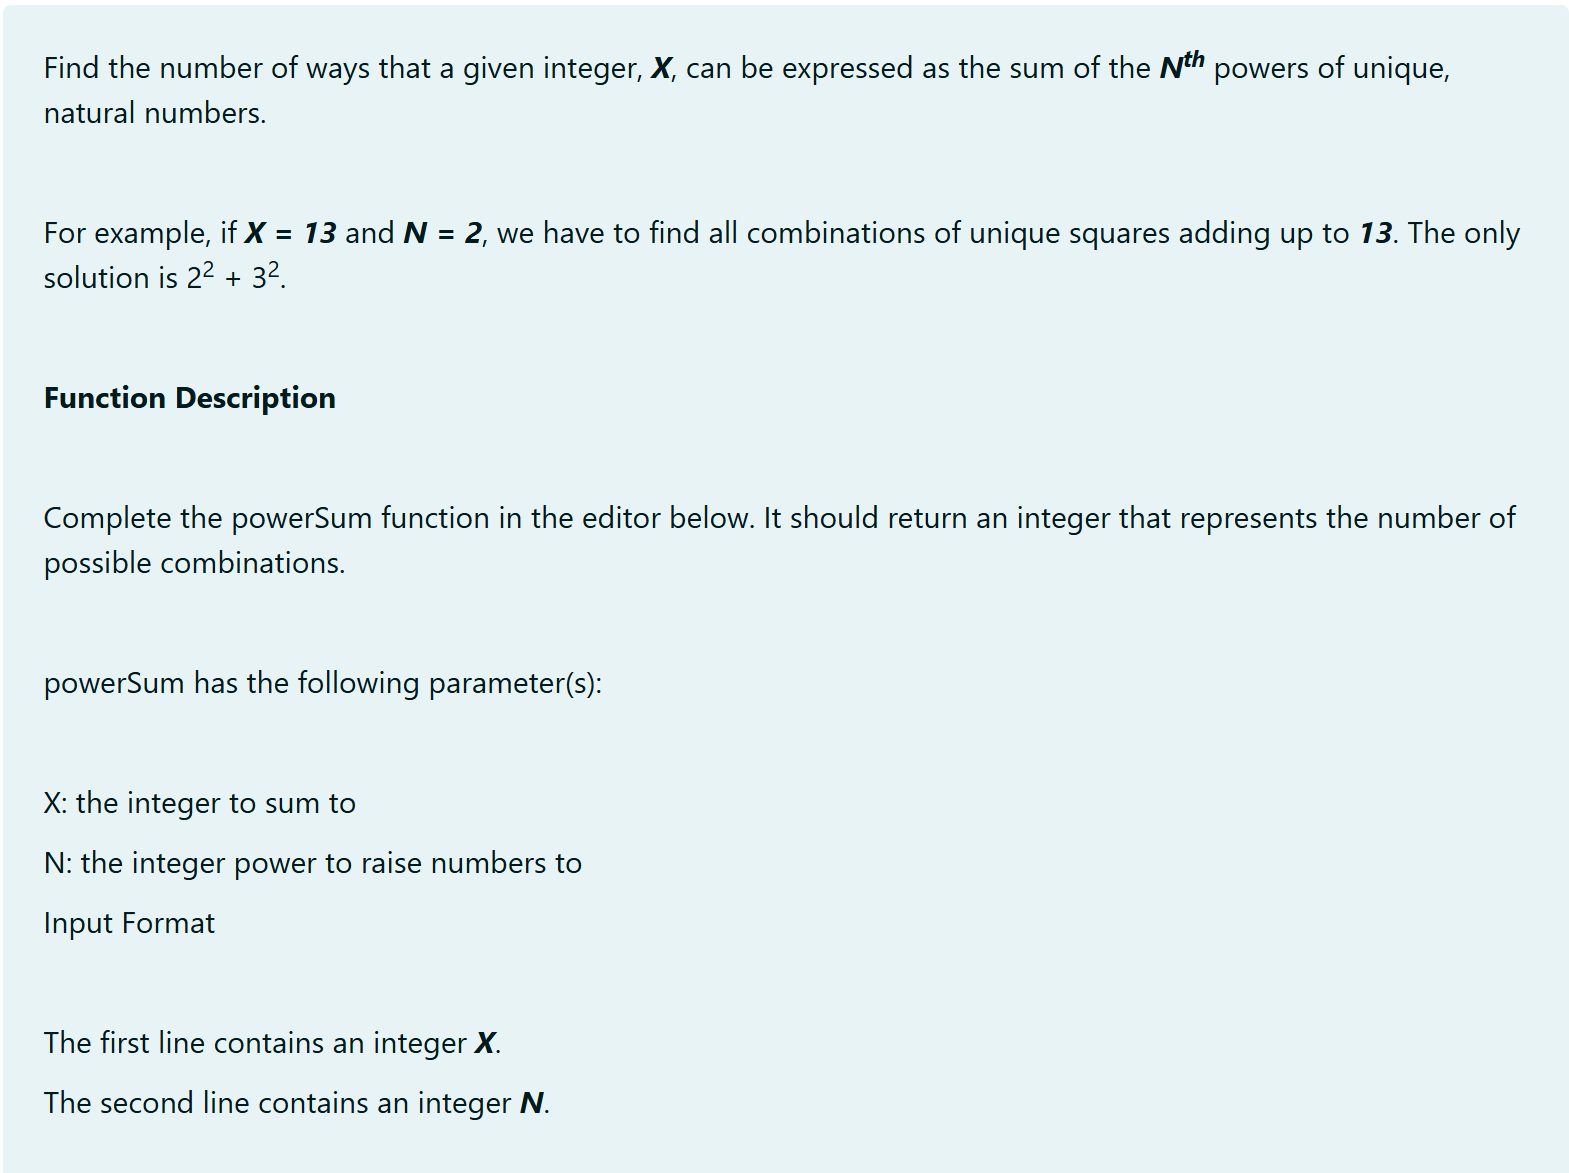 Find the number of ways that a given integer, X, can be expressed as the sum of the Nth powers of unique,
natural numbers.
For example, if X = 13 and N = 2, we have to find all combinations of unique squares adding up to 13. The only
solution is 2² + 3².
Function Description
Complete the powerSum function in the editor below. It should return an integer that represents the number of
possible combinations.
powerSum has the following parameter(s):
X: the integer to sum to
N: the integer power to raise numbers to
Input Format
The first line contains an integer X.
The second line contains an integer N.